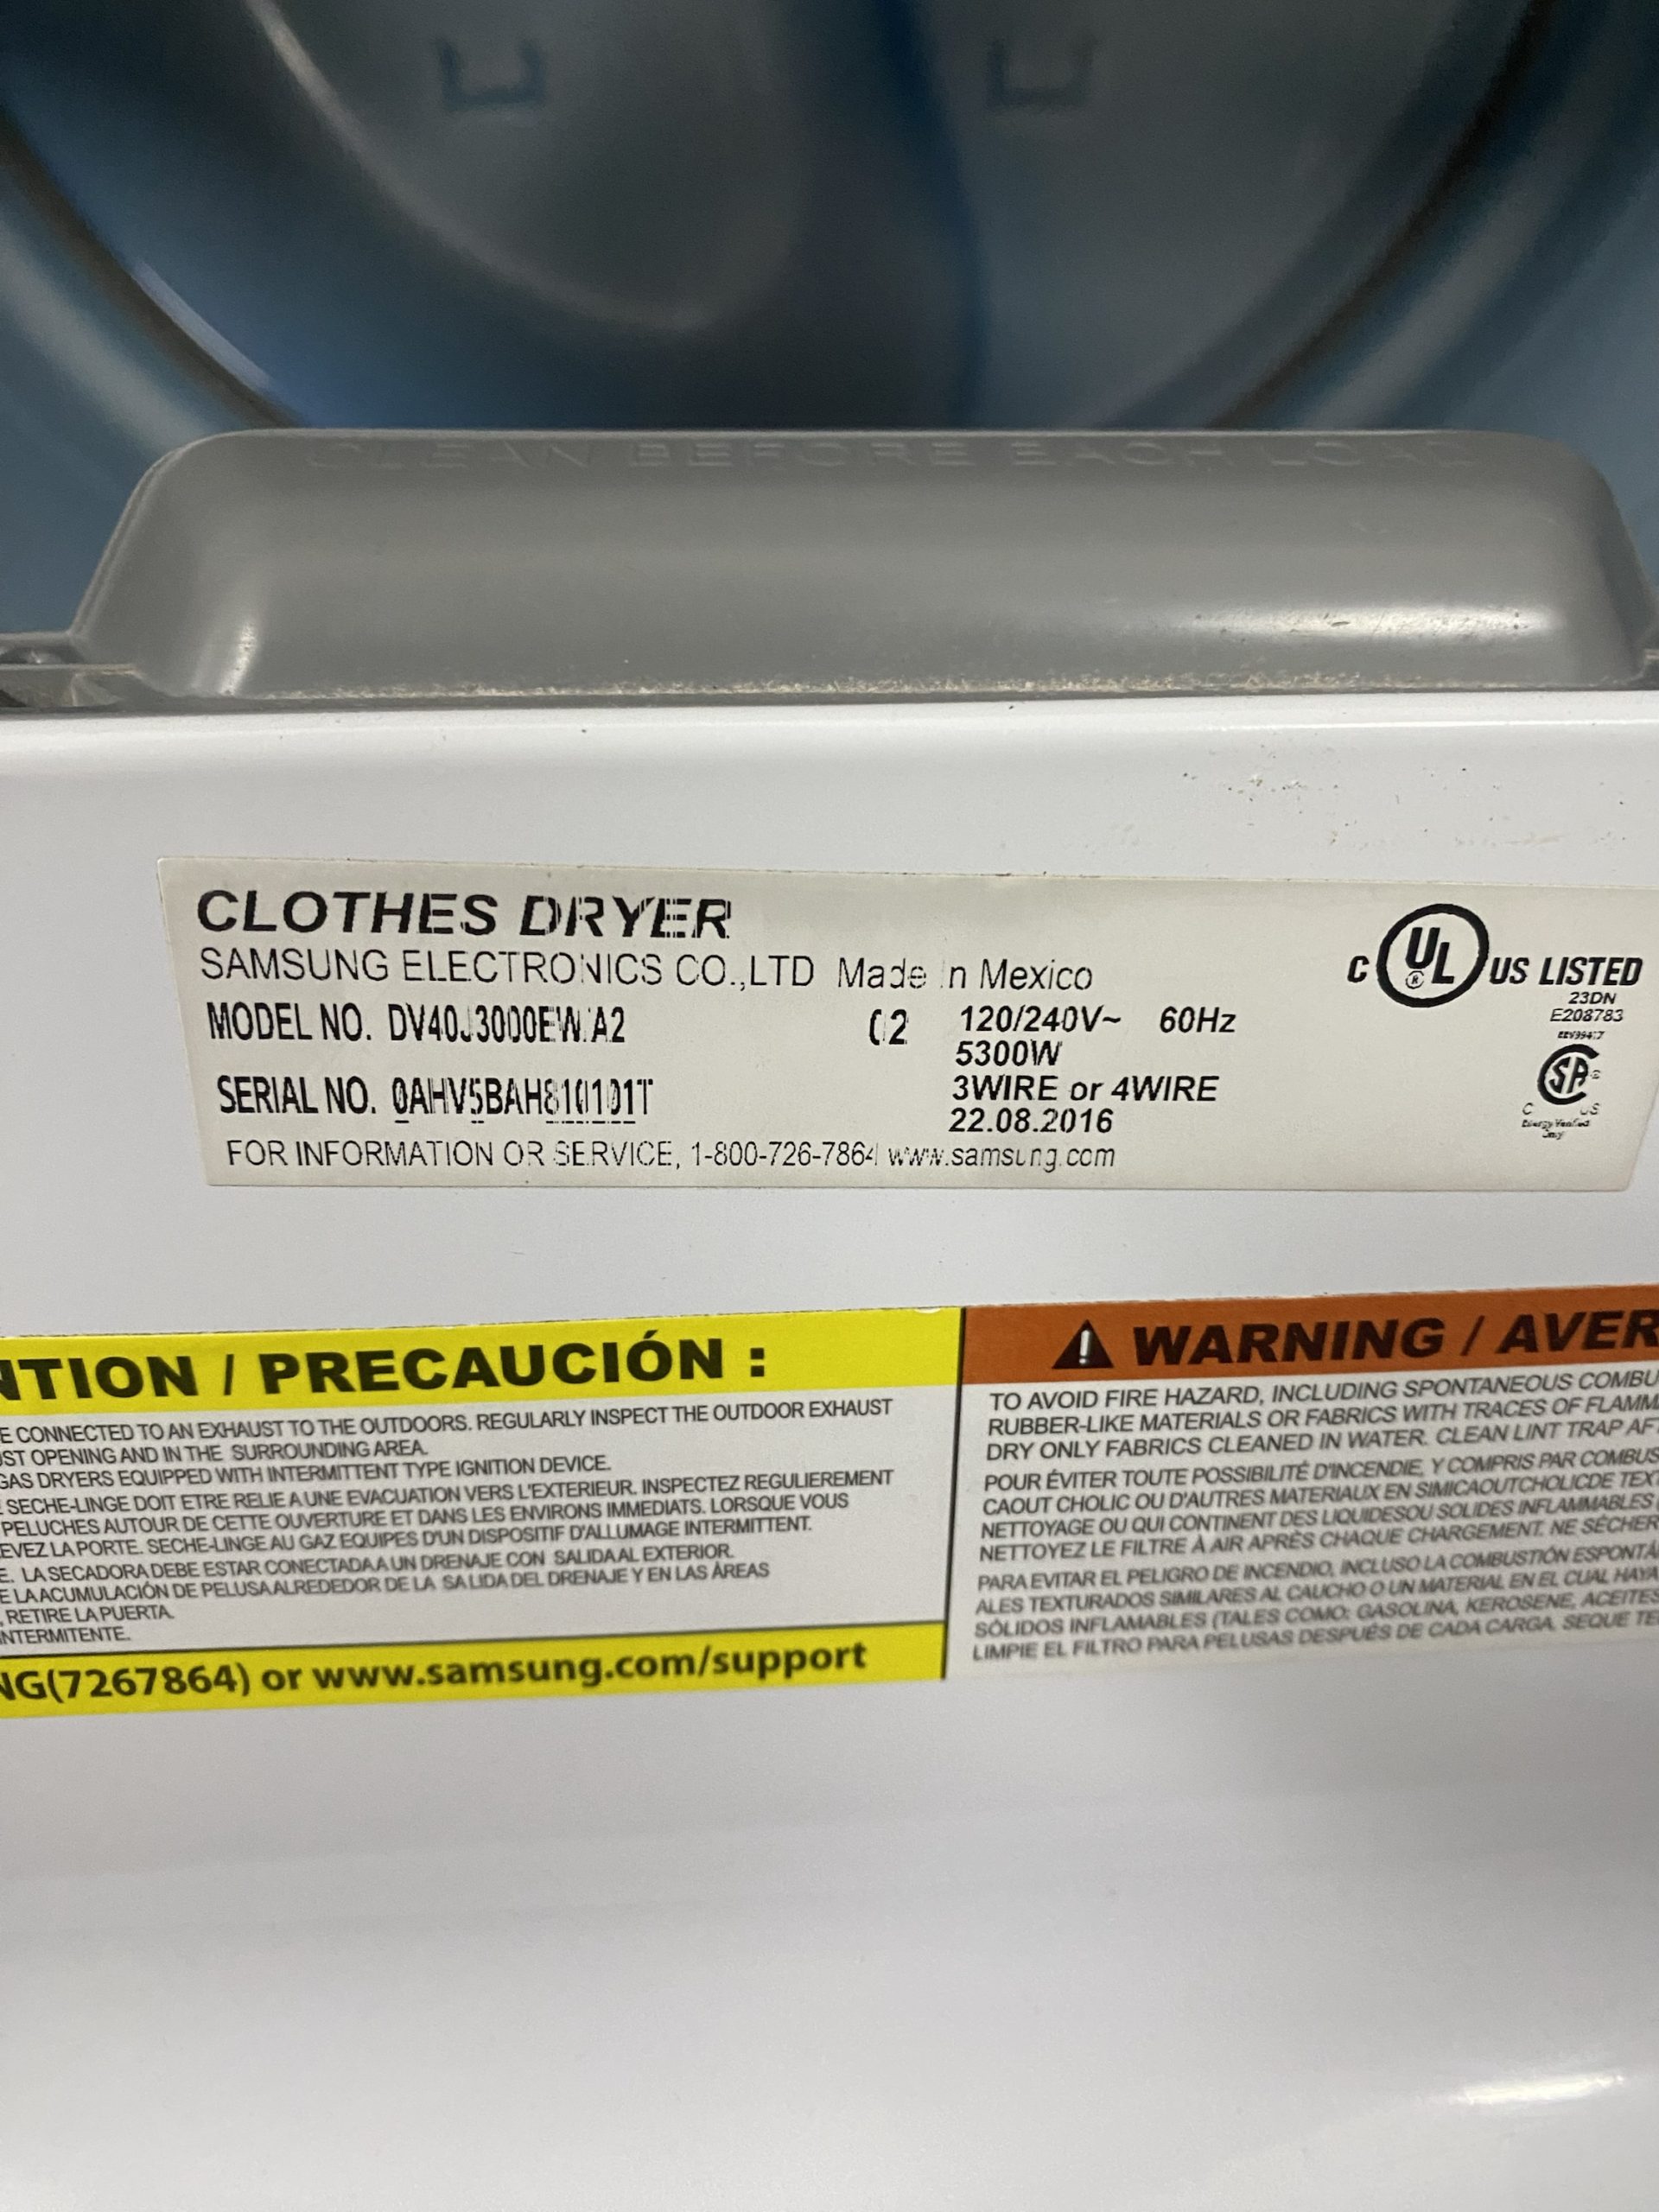 CLEAN BEFORE EACH LOAD
CLOTHES DRYER
SAMSUNG ELECTRONICS CO.,LTD Made In Mexico
MODEL NO. DV40J3000EW/A2 02 120/240V~ 60Hz
5300W
SERIAL NO. 0AHV5BAH810101T 3WIRE or 4WIRE
22.08.2016
FOR INFORMATION OR SERVICE, 1-800-726-7864 www.samsung.com
C UL® US LISTED
23DN
E208783
SA
C US
Energy Verified
Only
NTION / PRECAUCIÓN :
E CONNECTED TO AN EXHAUST TO THE OUTDOORS. REGULARLY INSPECT THE OUTDOOR EXHAUST
ST OPENING AND IN THE SURROUNDING AREA.
GAS DRYERS EQUIPPED WITH INTERMITTENT TYPE IGNITION DEVICE.
SECHE-LINGE DOIT ETRE RELIE A UNE EVACUATION VERS L'EXTERIEUR. INSPECTEZ REGULIEREMENT
PELUCHES AUTOUR DE CETTE OUVERTURE ET DANS LES ENVIRONS IMMEDIATS. LORSQUE VOUS
EVEZ LA PORTE. SECHE-LINGE AU GAZ EQUIPES D'UN DISPOSITIF D'ALLUMAGE INTERMITTENT.
E. LA SECADORA DEBE ESTAR CONECTADA A UN DRENAJE CON SALIDA AL EXTERIOR.
E LA ACUMULACIÓN DE PELUSA ALREDEDOR DE LA SALIDA DEL DRENAJE Y EN LAS ÀREAS
, RETIRE LA PUERTA.
INTERMITENTE.
NG(7267864) or www.samsung.com/support
WARNING / AVER
TO AVOID FIRE HAZARD, INCLUDING SPONTANEOUS COMBU
RUBBER-LIKE MATERIALS OR FABRICS WITH TRACES OF FLAMM
DRY ONLY FABRICS CLEANED IN WATER. CLEAN LINT TRAP AF
POUR ÉVITER TOUTE POSSIBILITÉ D'INCENDIE, Y COMPRIS PAR COMBUS
CAOUT CHOLIC OU D'AUTRES MATERIAUX EN SIMICAOUTCHOLICDE TEX
NETTOYAGE OU QUI CONTINENT DES LIQUIDESOU SOLIDES INFLAMMABLES (
NETTOYEZ LE FILTRE À AIR APRÈS CHAQUE CHARGEMENT. NE SÉCHER
PARA EVITAR EL PELIGRO DE INCENDIO, INCLUSO LA COMBUSTIÓN ESPONTÁ
ALES TEXTURADOS SIMILARES AL CAUCHO O UN MATERIAL EN EL CUAL HAYA
SÓLIDOS INFLAMABLES (TALES COMO: GASOLINA, KEROSENE, ACEITES
LIMPIE EL FILTRO PARA PELUSAS DESPUÉS DE CADA CARGA. SEQUE TE